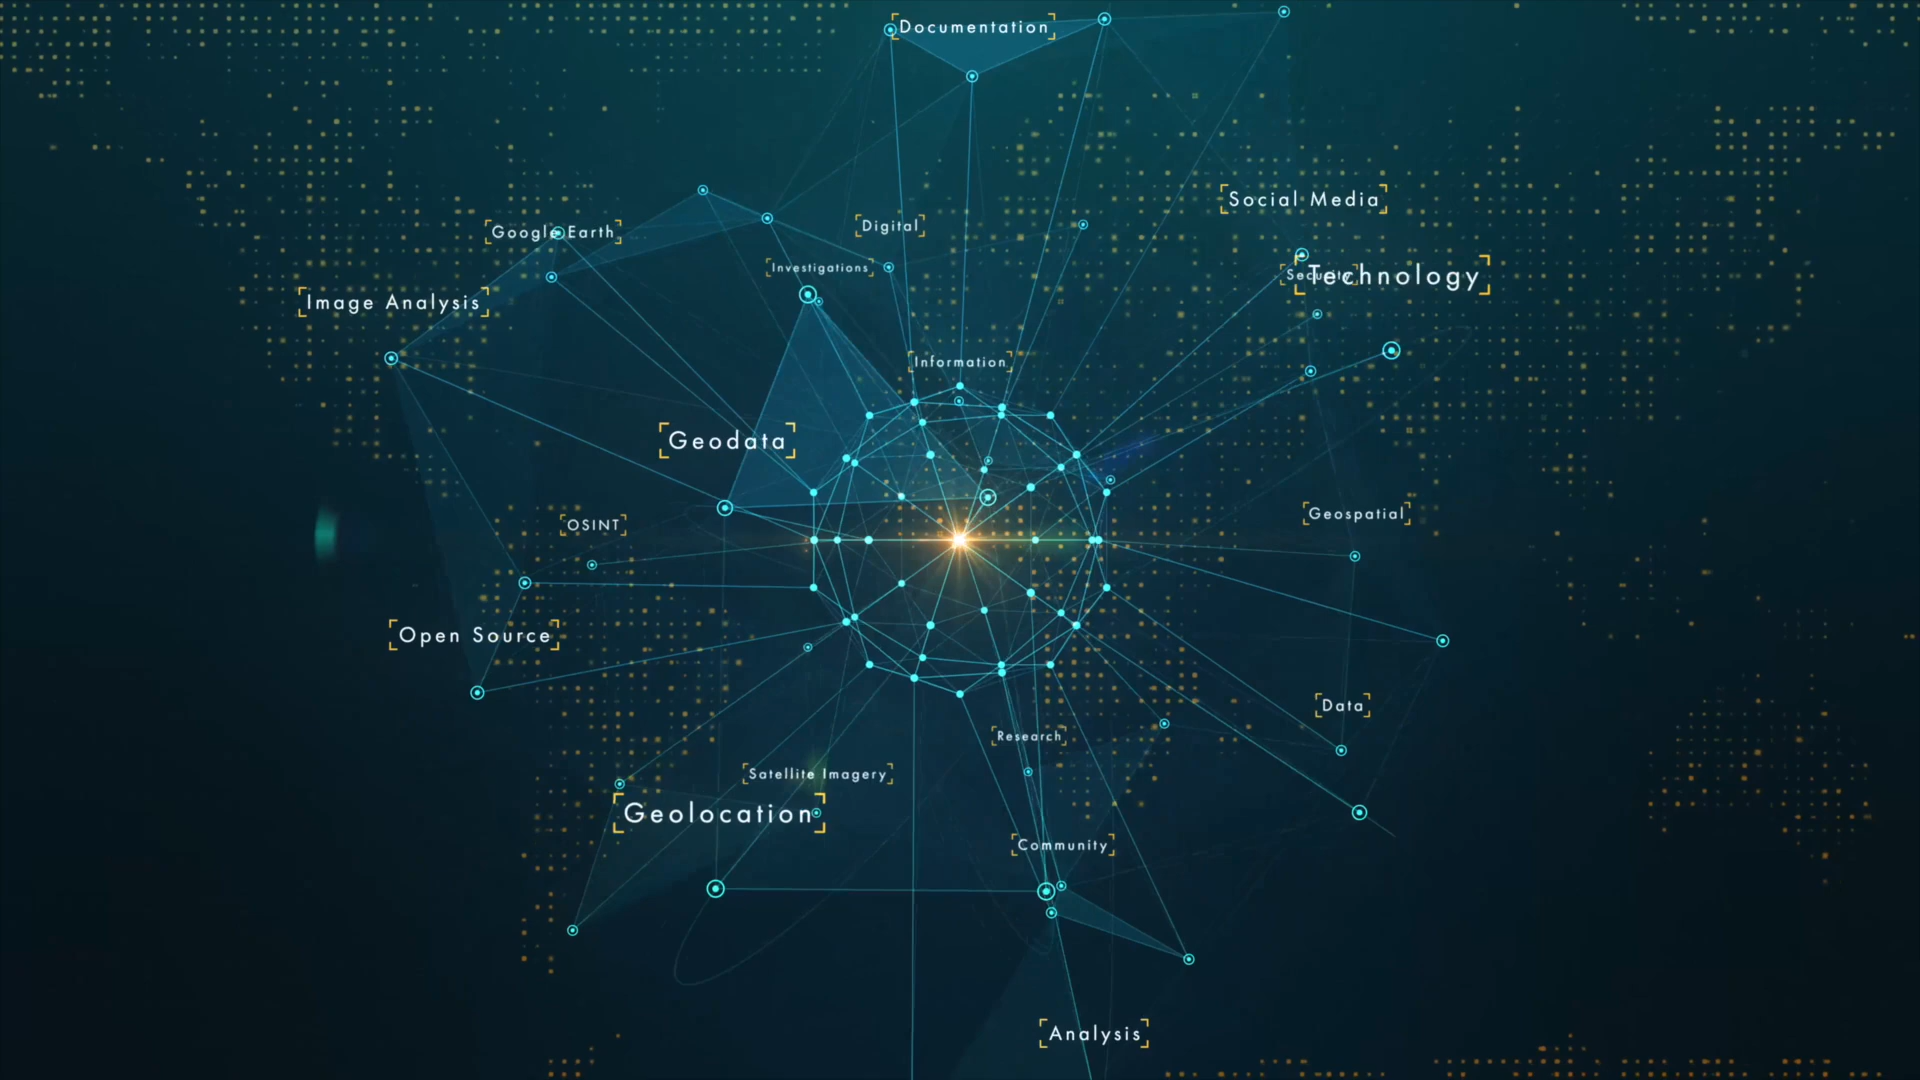 Documentation
Social Media
Digital
Google Earth
Investigations
Security
Technology
Image Analysis
Information
Geodata
Geospatial
OSINT
Open Source
Data
Research
Satellite Imagery
Geolocation
Community
Analysis